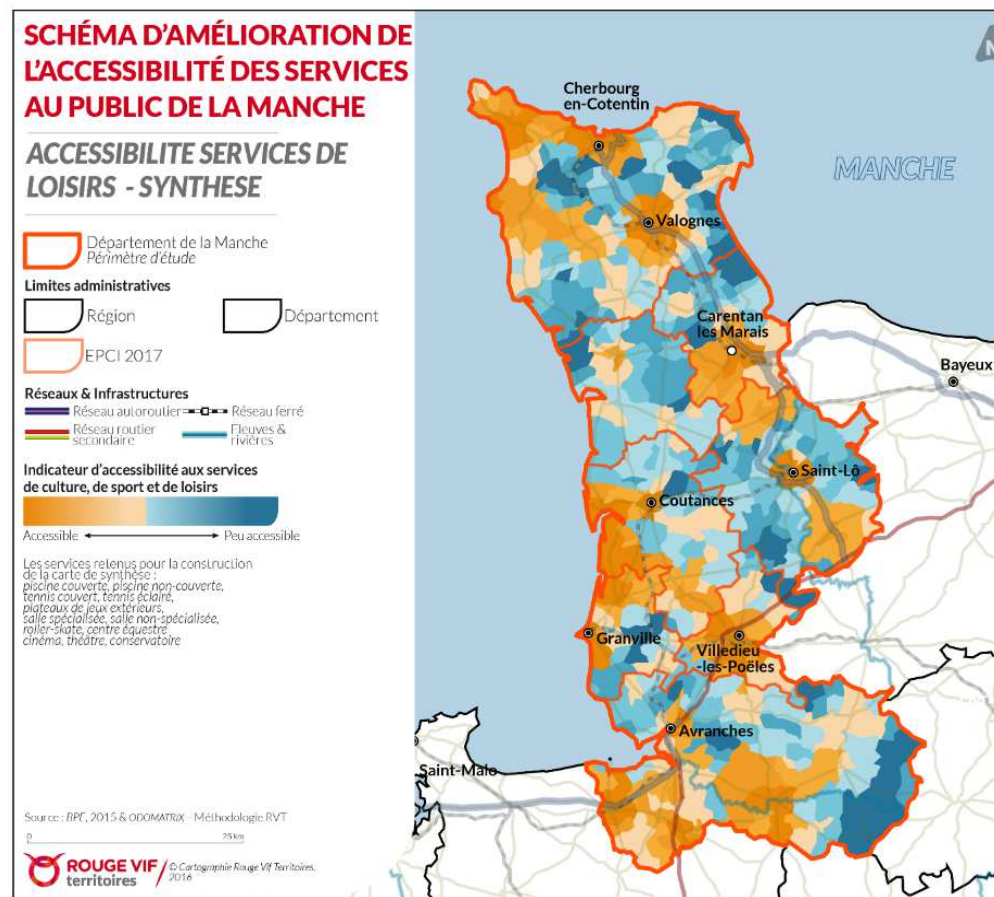 SCHÉMA D'AMÉLIORATION DE
L'ACCESSIBILITÉ DES SERVICES
AU PUBLIC DE LA MANCHE
ACCESSIBILITE SERVICES DE
LOISIRS - SYNTHESE
Département de la Manche
Périmètre d'étude
Limites administratives
Région
Département
EPCI 2017
Réseaux & Infrastructures
Réseau autoroutier
Réseau ferré
Réseau routier
secondaire
Fleuves &
rivières
Indicateur d'accessibilité aux services
de culture, de sport et de loisirs
Accessible
Peu accessible
Les services retenus pour la construction
de la carte de synthèse :
piscine couverte, piscine non-couverte,
tennis couvert, tennis éclairé,
plateaux de jeux extérieurs,
salle spécialisée, salle non-spécialisée,
roller-skate, centre équestre
cinéma, théâtre, conservatoire
Source : BPE, 2015 & ODOMATRIX - Méthodologie RVT
0
25 km
ROUGE VIF
territoires
© Cartographie Rouge Vif Territoires,
2016
N
Cherbourg
en-Cotentin
MANCHE
Valognes
Carentan
les Marais
Bayeux
Saint-Lô
Coutances
Granville
Villedieu
-les-Poëles
Avranches
Saint-Malo